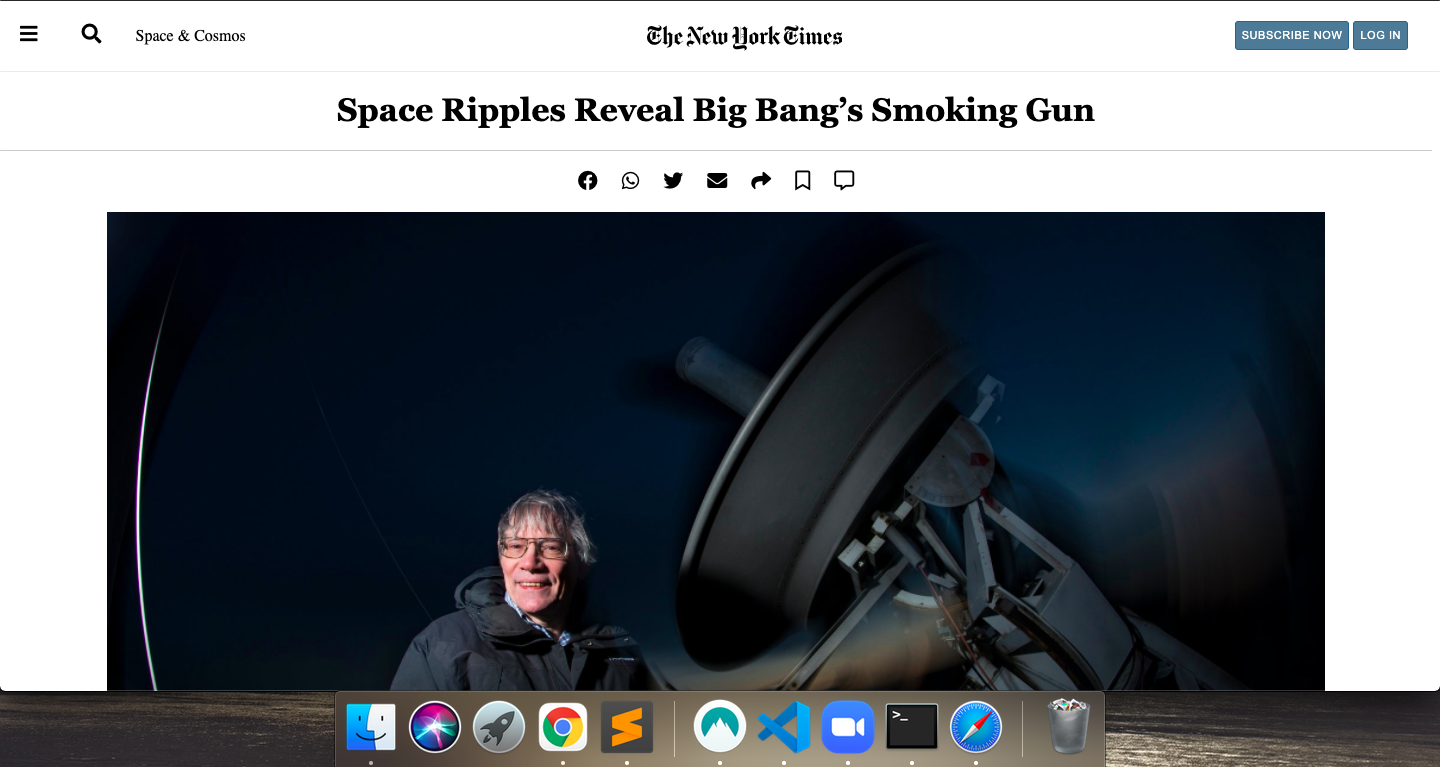 Space & Cosmos
The New York Times
SUBSCRIBE NOW
LOG IN
Space Ripples Reveal Big Bang’s Smoking Gun
>_